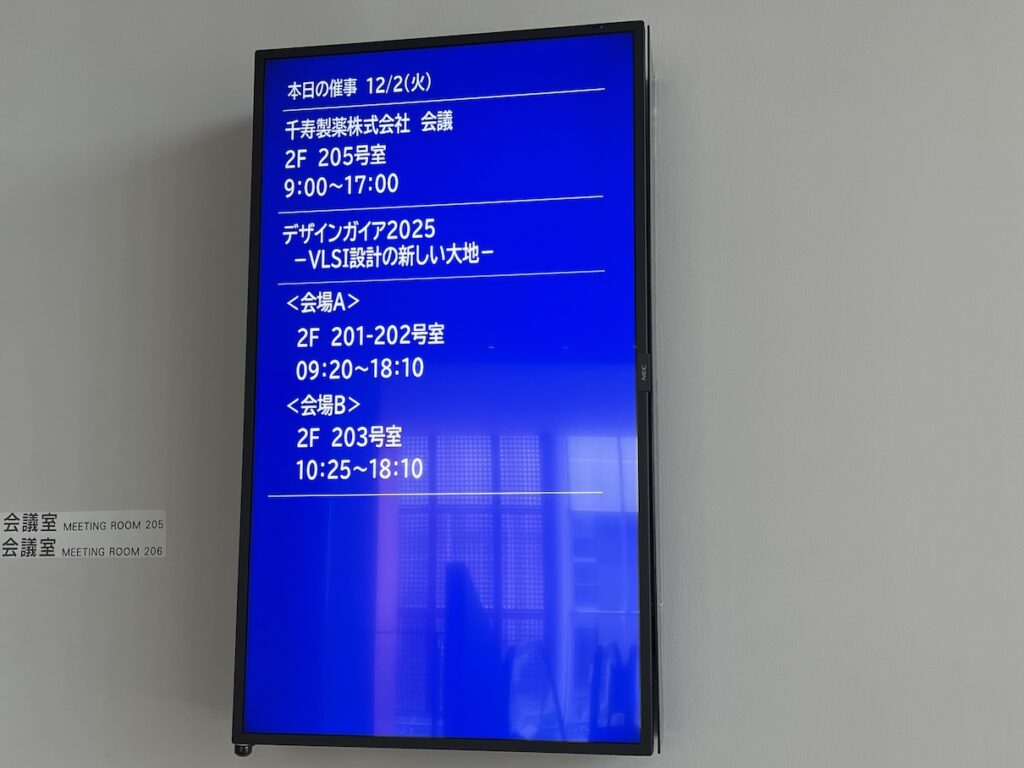 本日の催事 12/2(火)
千寿製薬株式会社 会議
2F 205号室
9:00~17:00
デザインガイア2025
－VLSI設計の新しい大地－
<会場A>
2F 201-202号室
09:20~18:10
<会場B>
2F 203号室
10:25~18:10
NEC
会議室 MEETING ROOM 205
会議室 MEETING ROOM 206